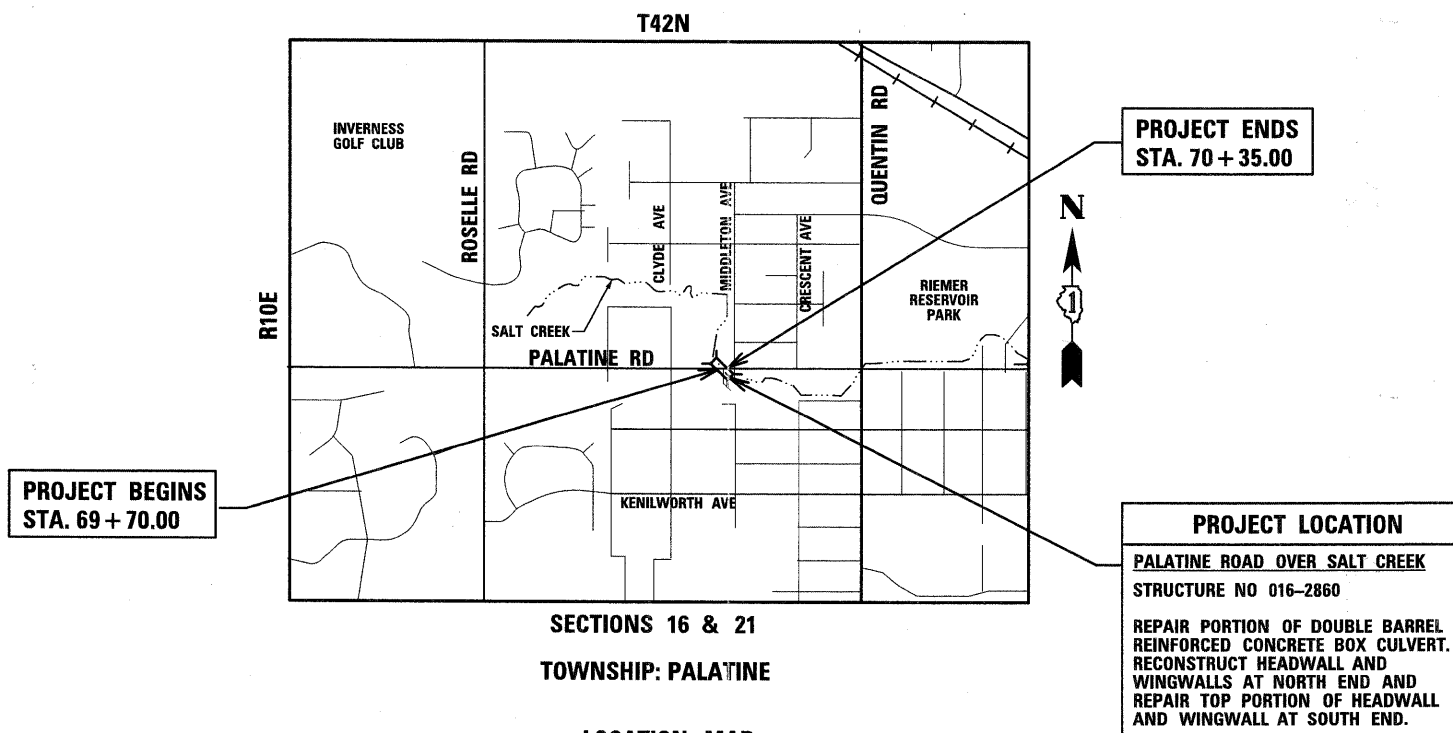 T42N
INVERNESS
GOLF CLUB
ROSELLE RD
CLYDE AVE
MIDDLETON AVE
CRESCENT AVE
QUENTIN RD
PROJECT ENDS
STA. 70+35.00
N
1
R10E
SALT CREEK
PALATINE RD
RIEMER
RESERVOIR
PARK
PROJECT BEGINS
STA. 69+70.00
KENILWORTH AVE
PROJECT LOCATION
PALATINE ROAD OVER SALT CREEK
STRUCTURE NO 016-2860
REPAIR PORTION OF DOUBLE BARREL
REINFORCED CONCRETE BOX CULVERT.
RECONSTRUCT HEADWALL AND
WINGWALLS AT NORTH END AND
REPAIR TOP PORTION OF HEADWALL
AND WINGWALL AT SOUTH END.
SECTIONS 16 & 21
TOWNSHIP: PALATINE
LOCATION MAP